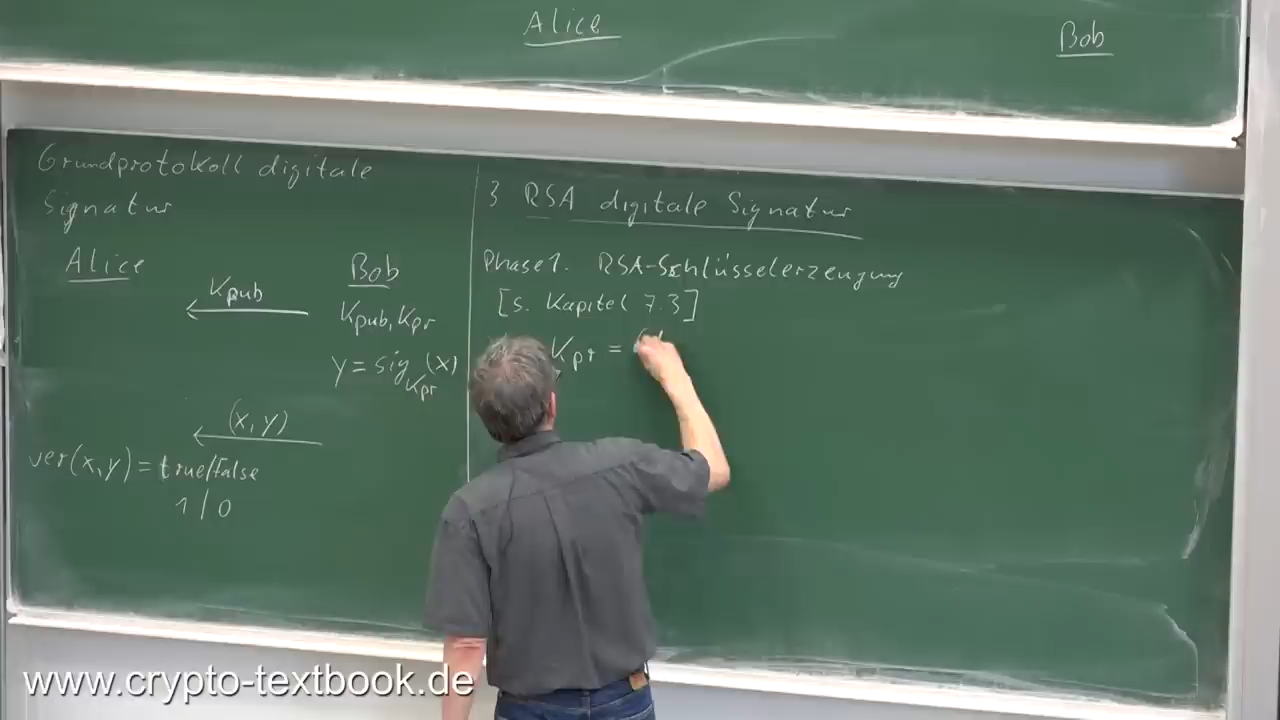 Alice
Bob
Grundprotokoll digitale
Signatur
Alice
Bob
Kpub
Kpub, Kpr
y = sig Kpr (x)
(x, y)
ver(x, y) = true/false
1 / 0
3 RSA digitale Signatur
Phase 1. RSA-Schlüsselerzeugung
[s. Kapitel 7.3]
Kpr =
www.crypto-textbook.de